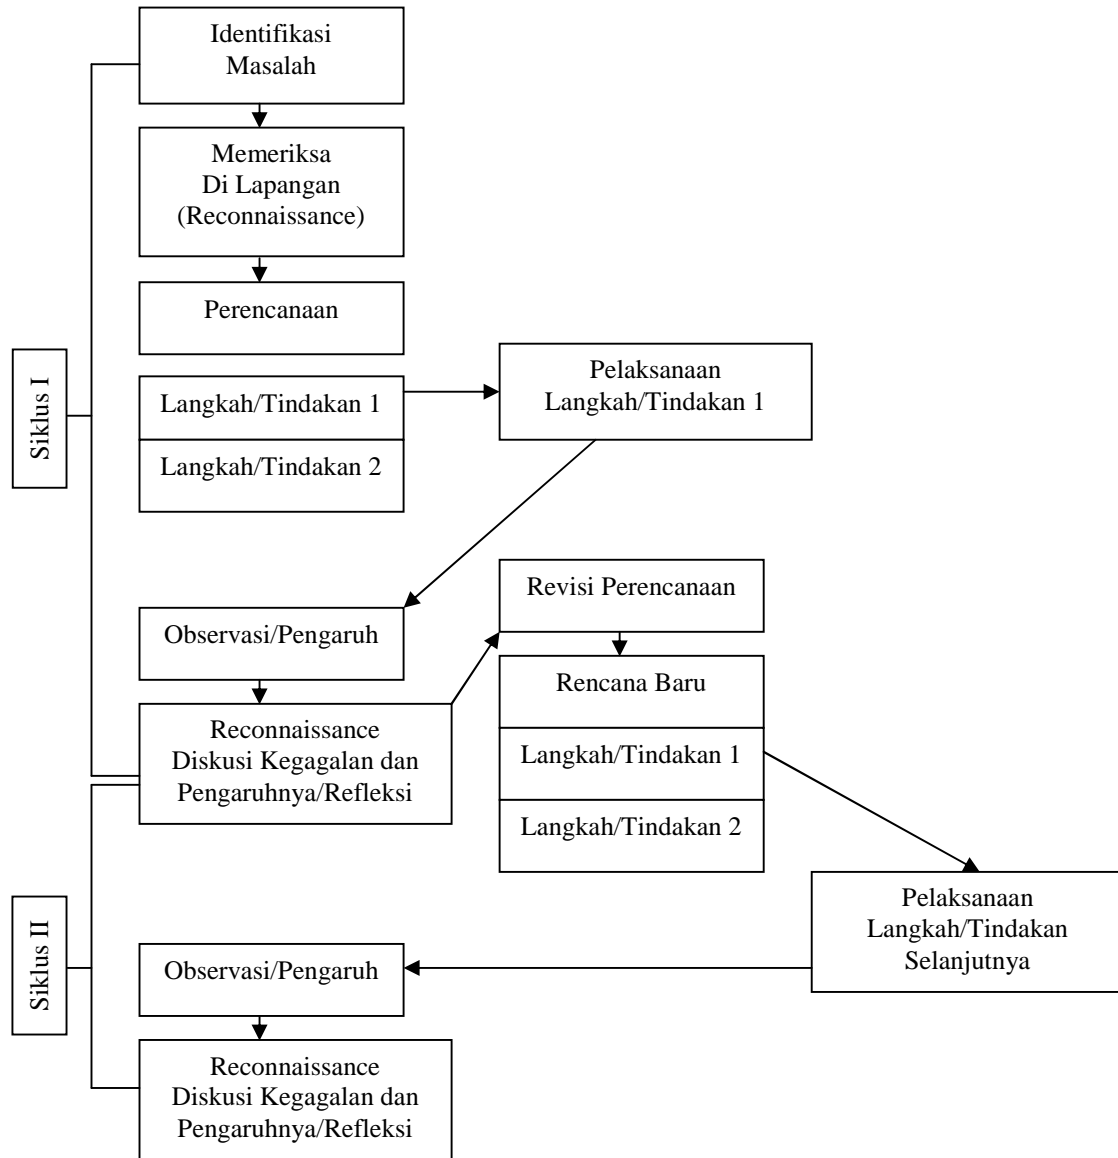 Identifikasi
Masalah
Memeriksa
Di Lapangan
(Reconnaissance)
Perencanaan
Siklus I
Langkah/Tindakan 1
Langkah/Tindakan 2
Pelaksanaan
Langkah/Tindakan 1
Observasi/Pengaruh
Reconnaissance
Diskusi Kegagalan dan
Pengaruhnya/Refleksi
Revisi Perencanaan
Rencana Baru
Langkah/Tindakan 1
Langkah/Tindakan 2
Pelaksanaan
Langkah/Tindakan
Selanjutnya
Siklus II
Observasi/Pengaruh
Reconnaissance
Diskusi Kegagalan dan
Pengaruhnya/Refleksi